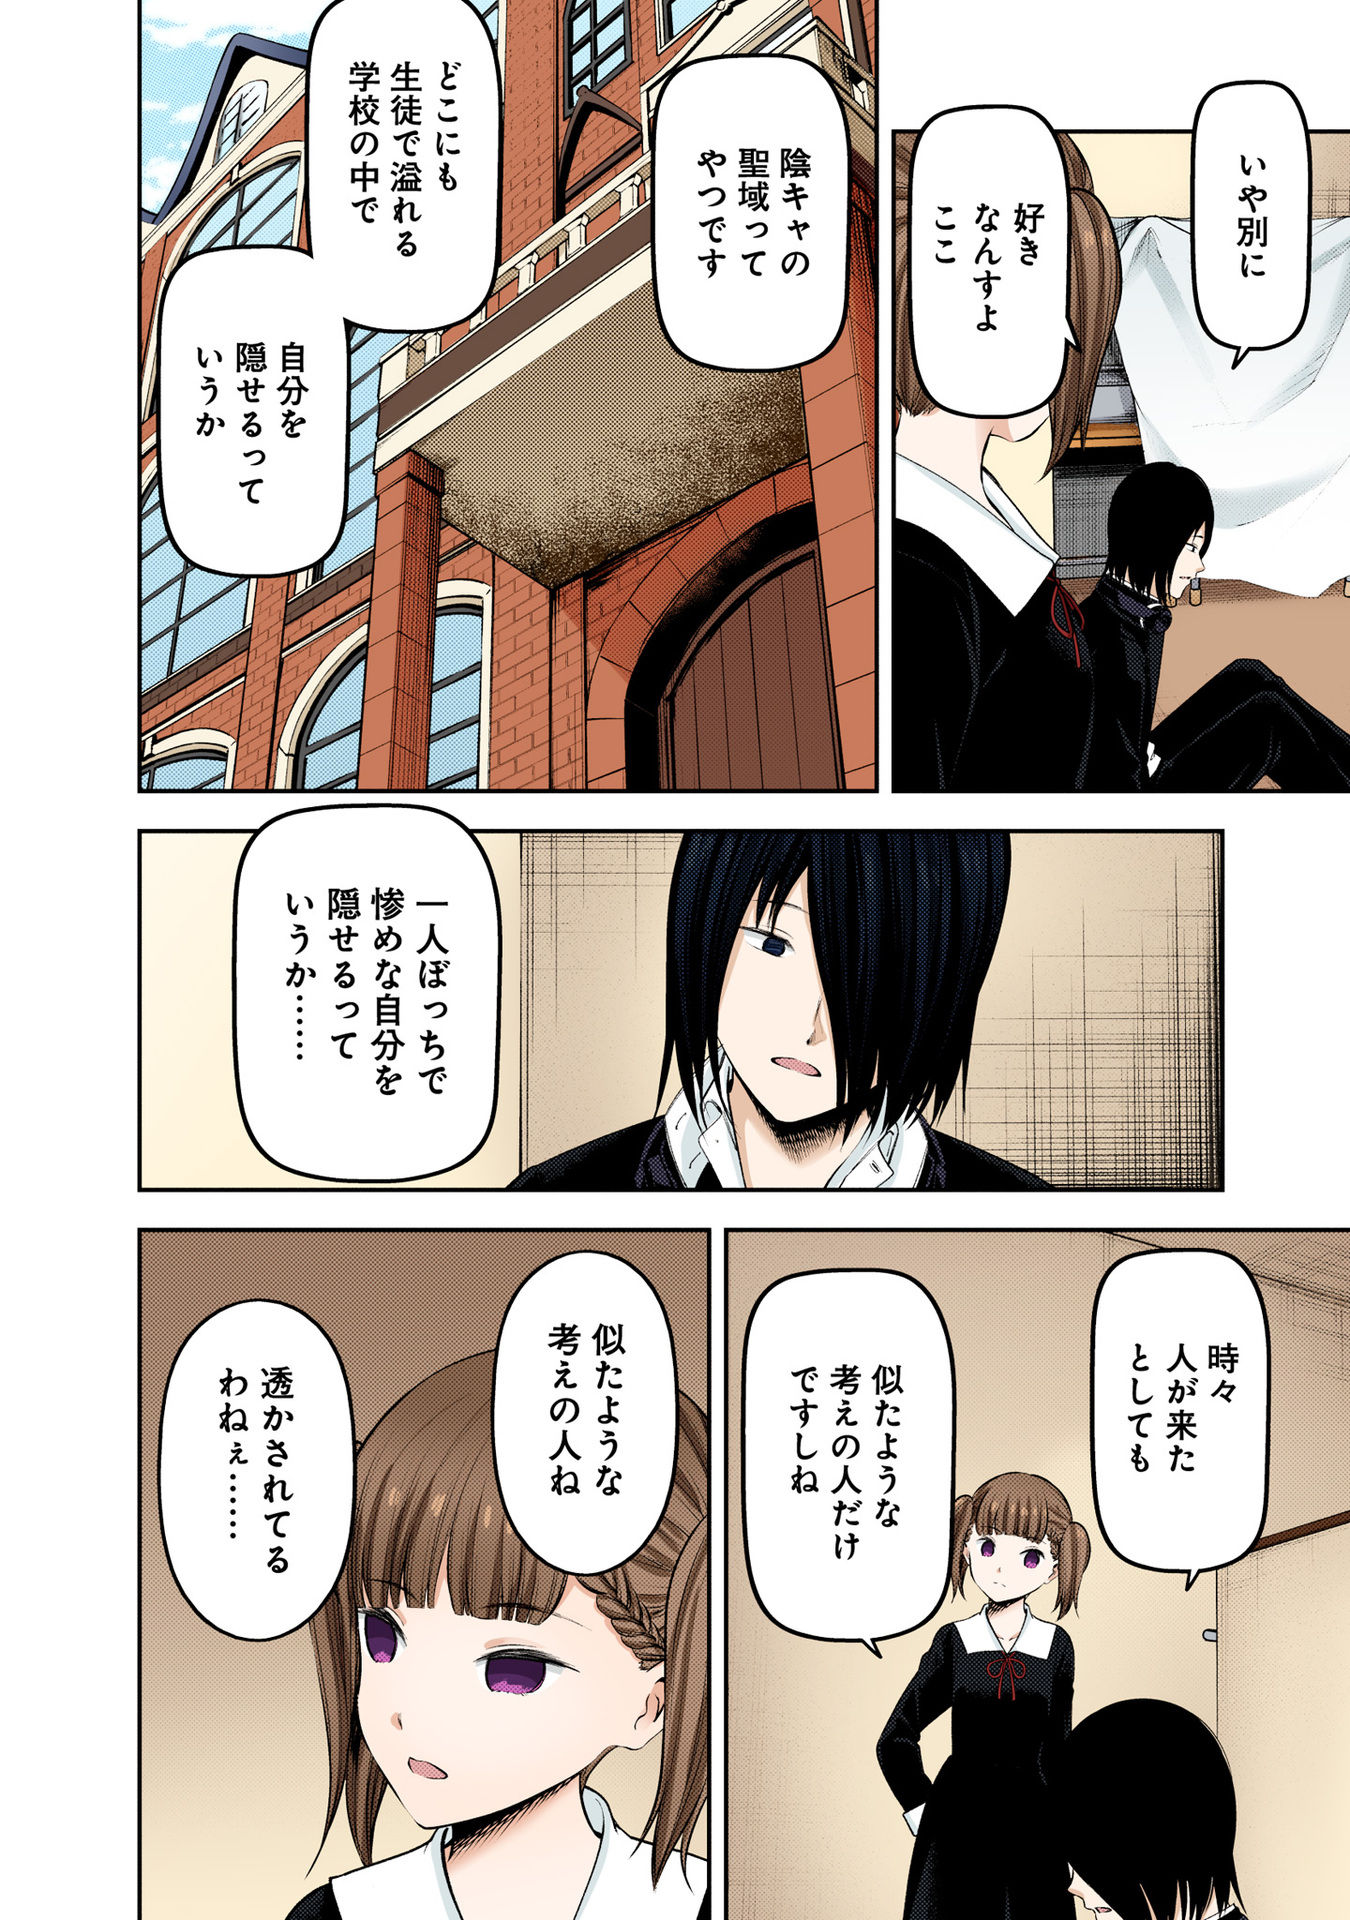 いや別に
好き
なんすよ
ここ
陰キャの
聖域って
やつです
どこにも
生徒で溢れる
学校の中で
自分を
隠せるって
いうか
一人ぼっちで
惨めな自分を
隠せるって
いうか……
時々
人が来た
としても
似たような
考えの人だけ
ですしね
似たような
考えの人ね
透かされてる
わねぇ……